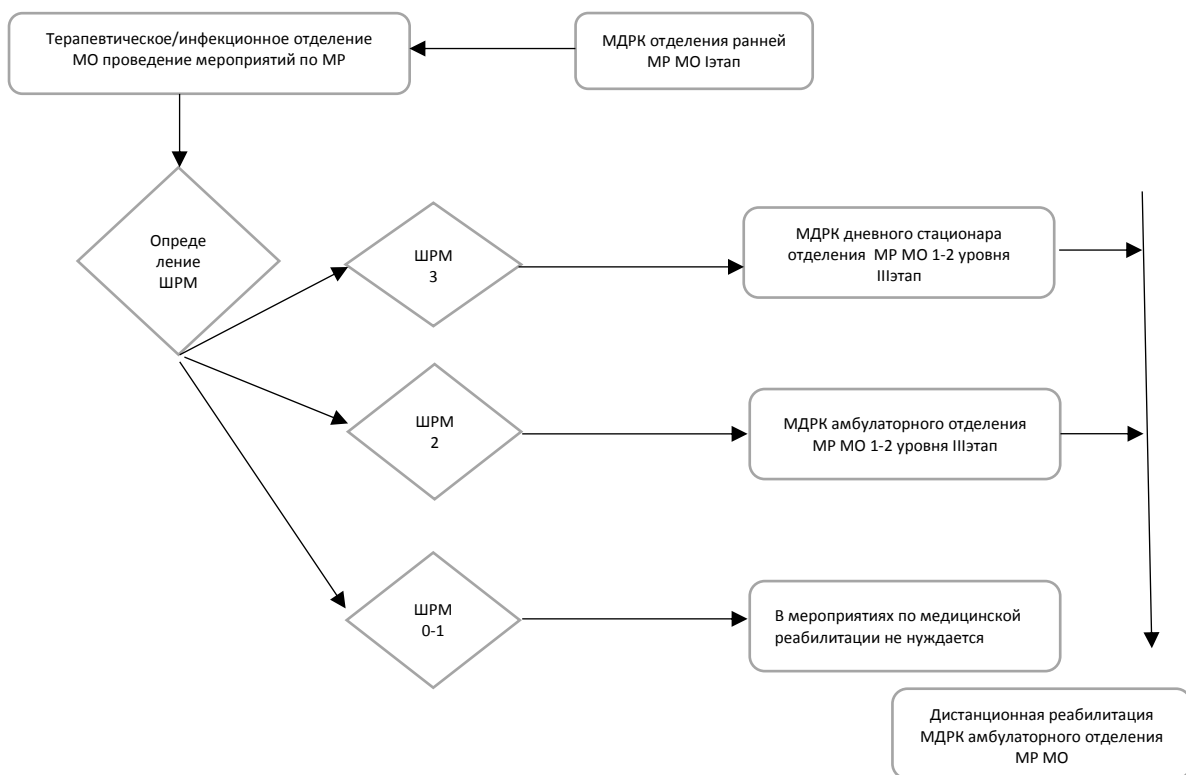 Терапевтическое/инфекционное отделение
МО проведение мероприятий по МР
МДРК отделения ранней
МР МО Iэтап
Опреде
ление
ШРМ
ШРМ
3
МДРК дневного стационара
отделения МР МО 1-2 уровня
IIIэтап
ШРМ
2
МДРК амбулаторного отделения
МР МО 1-2 уровня IIIэтап
ШРМ
0-1
В мероприятиях по медицинской
реабилитации не нуждается
Дистанционная реабилитация
МДРК амбулаторного отделения
МР МО